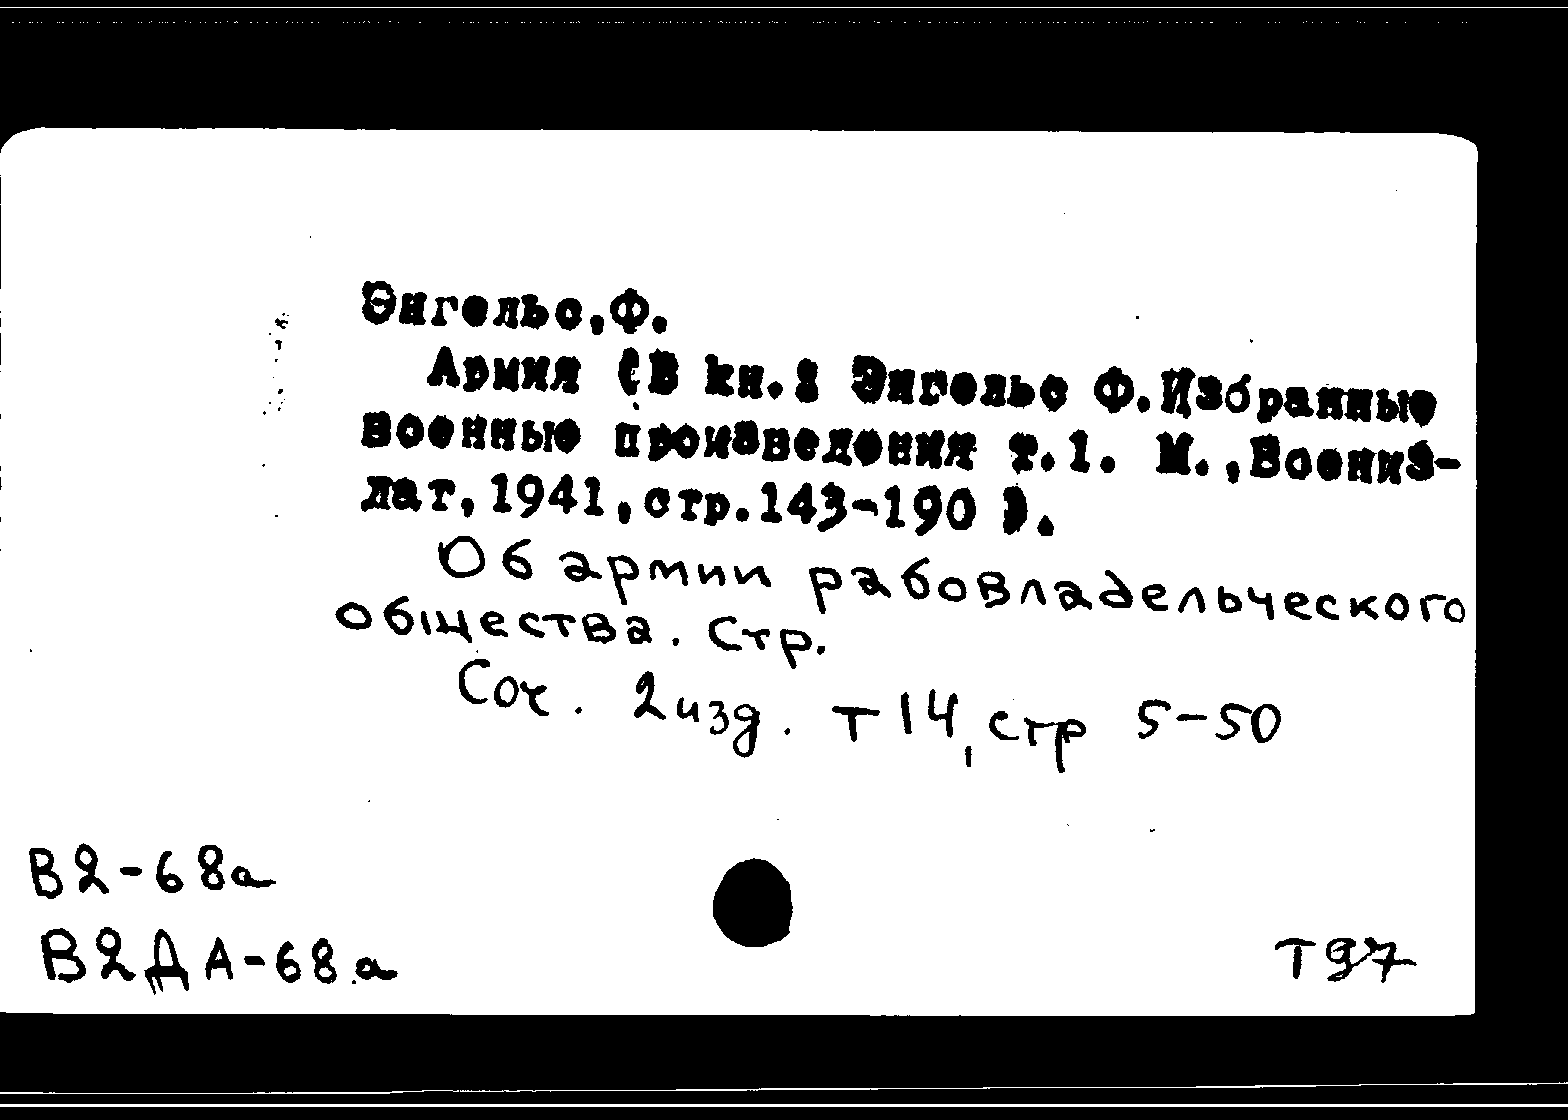 Энгельс,Ф.
Армия (В кн.: Энгельс Ф.Избранные
военные произведения т.1. М.,Воениз-
дат,1941,стр.143-190 ).
Об армии рабовладельческого
общества. Стр.
Соч. 2изд. т 14, стр 5-50
В2-68а
В2ДА-68а
Т97